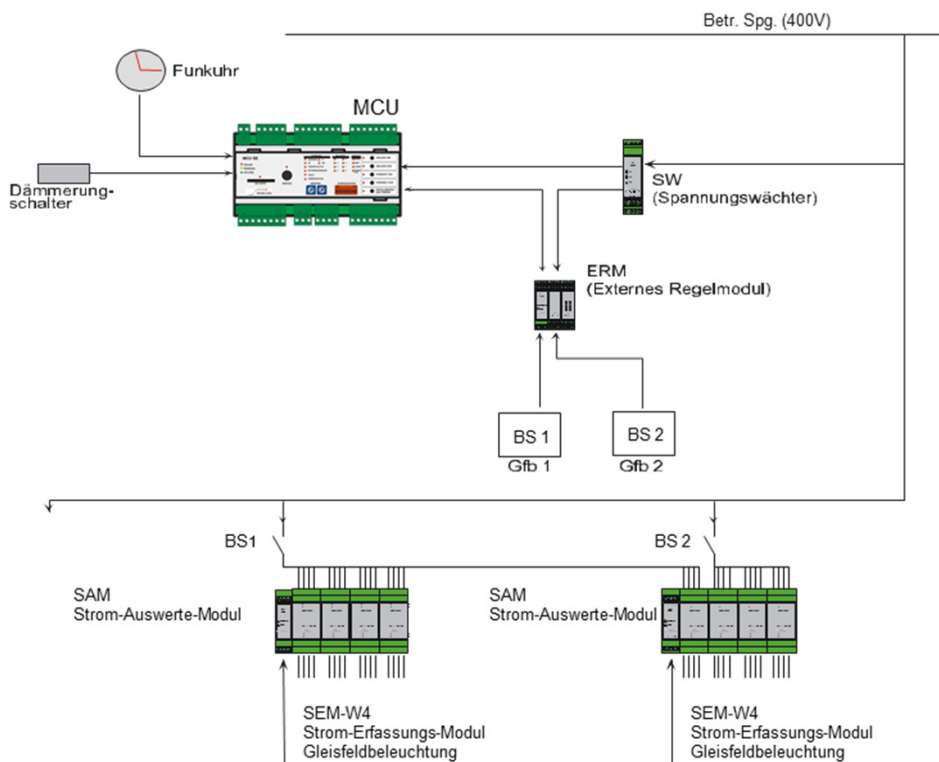 Betr. Spg. (400V)
Funkuhr
MCU
Dämmerung-
schalter
SW
(Spannungswächter)
ERM
(Externes Regelmodul)
BS 1
Gfb 1
BS 2
Gfb 2
BS1
BS 2
SAM
Strom-Auswerte-Modul
SAM
Strom-Auswerte-Modul
SEM-W4
Strom-Erfassungs-Modul
Gleisfeldbeleuchtung
SEM-W4
Strom-Erfassungs-Modul
Gleisfeldbeleuchtung